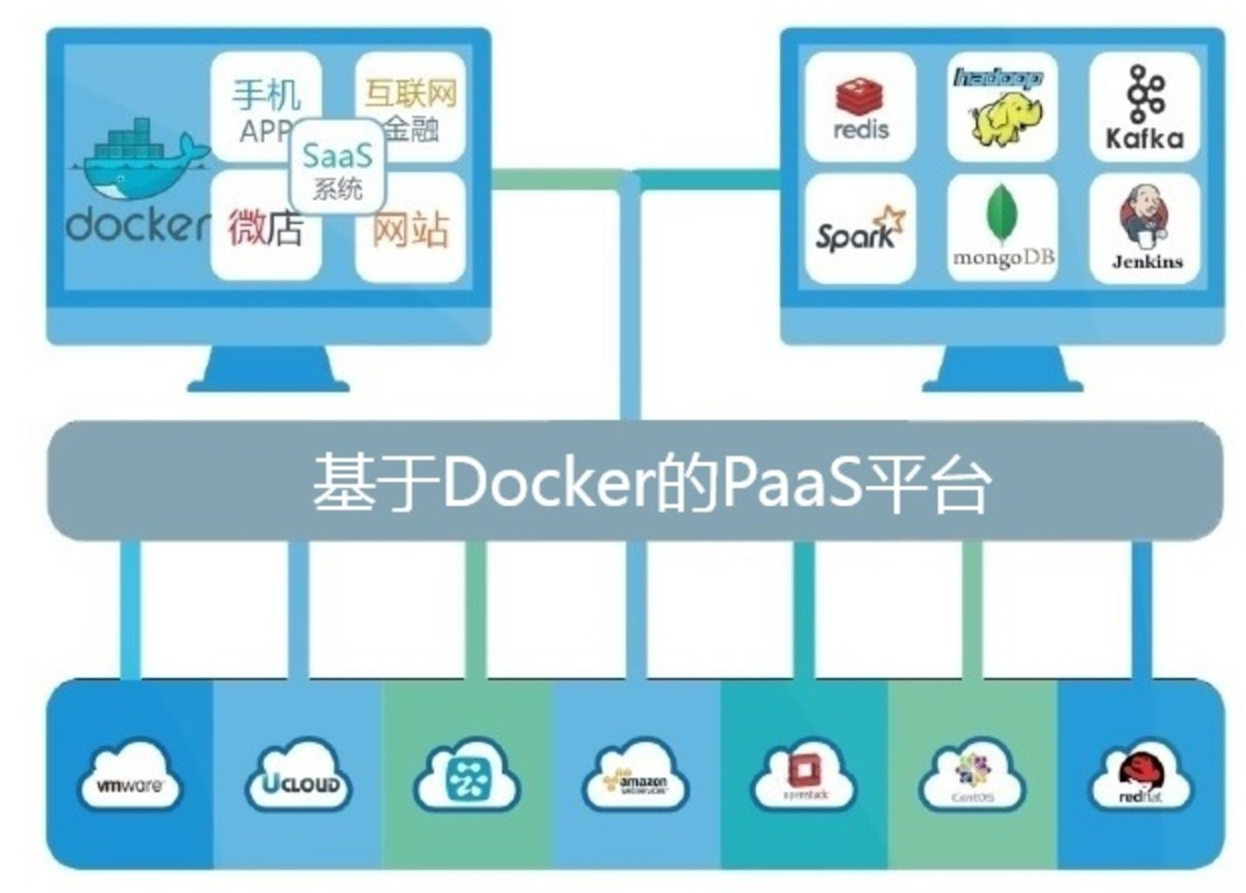 手机
APP
互联网
金融
SaaS
系统
docker
微店
网站
redis
hadoop
Kafka
Spark
mongoDB
Jenkins
基于Docker的PaaS平台
vmware
UCLOUD
amazon
webservices
openstack
CentOS
redhat